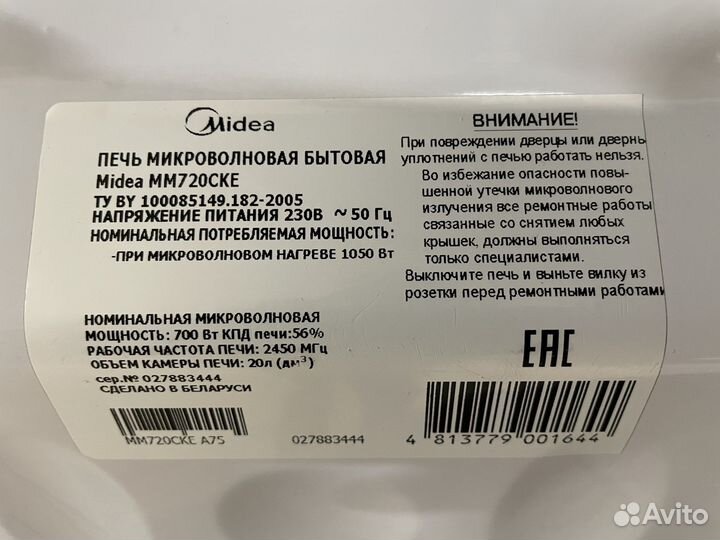 Midea
ПЕЧЬ МИКРОВОЛНОВАЯ БЫТОВАЯ
Midea MM720CKE
ТУ BY 100085149.182-2005
НАПРЯЖЕНИЕ ПИТАНИЯ 230В ~ 50 Гц
НОМИНАЛЬНАЯ ПОТРЕБЛЯЕМАЯ МОЩНОСТЬ:
-ПРИ МИКРОВОЛНОВОМ НАГРЕВЕ 1050 Вт
НОМИНАЛЬНАЯ МИКРОВОЛНОВАЯ
МОЩНОСТЬ: 700 Вт КПД печи:56%
РАБОЧАЯ ЧАСТОТА ПЕЧИ: 2450 МГц
ОБЪЕМ КАМЕРЫ ПЕЧИ: 20л (дм³)
сер.№ 027883444
СДЕЛАНО В БЕЛАРУСИ
MM720CKE A75
027883444
ВНИМАНИЕ!
При повреждении дверцы или дверн
уплотнений с печью работать нельзя.
Во избежание опасности повы-
шенной утечки микроволнового
излучения все ремонтные работы
связанные со снятием любых
крышек, должны выполняться
только специалистами.
Выключите печь и выньте вилку из
розетки перед ремонтными работами
EAC
4 813779 001644
Avito